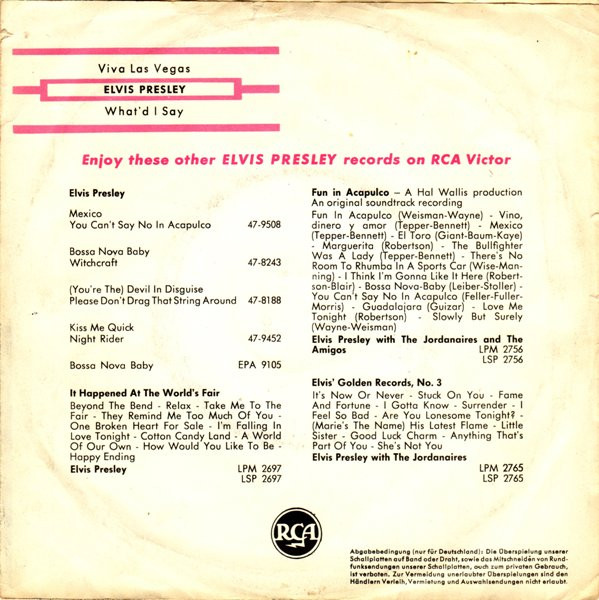 Viva Las Vegas
ELVIS PRESLEY
What'd I Say
Enjoy these other ELVIS PRESLEY records on RCA Victor
Elvis Presley
Mexico
You Can't Say No In Acapulco 47-9508
Bossa Nova Baby
Witchcraft 47-8243
(You're The) Devil In Disguise
Please Don't Drag That String Around 47-8188
Kiss Me Quick
Night Rider 47-9452
Bossa Nova Baby EPA 9105
It Happened At The World's Fair
Beyond The Bend - Relax - Take Me To The
Fair - They Remind Me Too Much Of You -
One Broken Heart For Sale - I'm Falling In
Love Tonight - Cotton Candy Land - A World
Of Our Own - How Would You Like To Be -
Happy Ending
Elvis Presley LPM 2697
LSP 2697
Fun in Acapulco – A Hal Wallis production
An original soundtrack recording
Fun In Acapulco (Weisman-Wayne) - Vino,
dinero y amor (Tepper-Bennett) - Mexico
(Tepper-Bennett) - El Toro (Giant-Baum-Kaye)
- Marguerita (Robertson) - The Bullfighter
Was A Lady (Tepper-Bennett) - There's No
Room To Rhumba In A Sports Car (Wise-Man-
ning) - I Think I'm Gonna Like It Here (Robert-
son-Blair) - Bossa Nova-Baby (Leiber-Stoller) -
You Can't Say No In Acapulco (Feller-Fuller-
Morris) - Guadalajara (Guizar) - Love Me
Tonight (Robertson) - Slowly But Surely
(Wayne-Weisman)
Elvis Presley with The Jordanaires and The
Amigos LPM 2756
LSP 2756
Elvis' Golden Records, No. 3
It's Now Or Never - Stuck On You - Fame
And Fortune - I Gotta Know - Surrender - I
Feel So Bad - Are You Lonesome Tonight? -
(Marie's The Name) His Latest Flame - Little
Sister - Good Luck Charm - Anything That's
Part Of You - She's Not You
Elvis Presley with The Jordanaires
LPM 2765
LSP 2765
RCA
Abgabebedingung (nur für Deutschland): Die Überspielung unserer
Schallplatten auf Band oder Draht, sowie das Mitschneiden von Rund-
funksendungen unserer Schallplatten, auch zum privaten Gebrauch,
ist verboten. Zur Vermeidung unerlaubter Überspielungen sind den
Händlern Verleih, Vermietung und Auswahlsendungen nicht erlaubt.